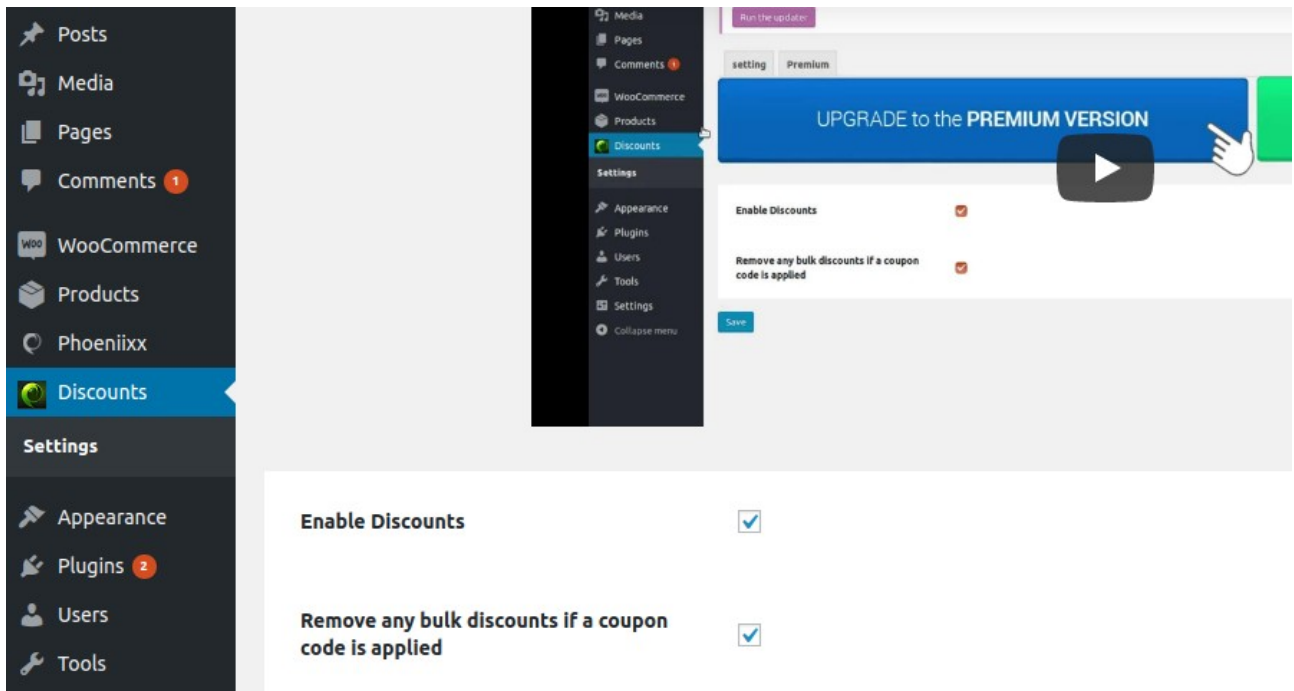 Posts
Media
Pages
Comments 1
WOO WooCommerce
Products
Phoeniixx
Discounts
Settings
Appearance
Plugins 2
Users
Tools
Media
Pages
Comments 1
WooCommerce
Products
Discounts
Settings
Appearance
Plugins
Users
Tools
Settings
Collapse menu
Run the updater
setting Premium
UPGRADE to the PREMIUM VERSION
Enable Discounts
Remove any bulk discounts if a coupon
code is applied
Save
Enable Discounts
Remove any bulk discounts if a coupon
code is applied